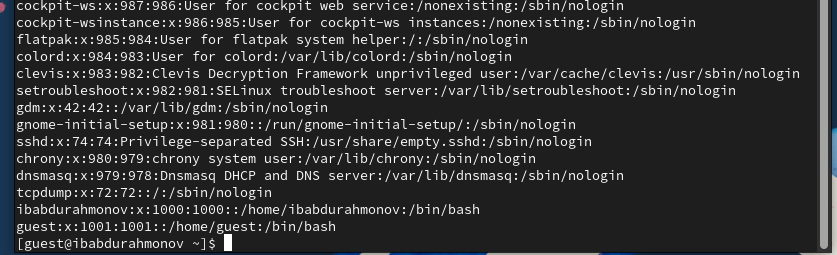 cockpit-ws:x:987:986:User for cockpit web service:/nonexisting:/sbin/nologin
cockpit-wsinstance:x:986:985:User for cockpit-ws instances:/nonexisting:/sbin/nologin
flatpak:x:985:984:User for flatpak system helper:/:/sbin/nologin
colord:x:984:983:User for colord:/var/lib/colord:/sbin/nologin
clevis:x:983:982:Clevis Decryption Framework unprivileged user:/var/cache/clevis:/usr/sbin/nologin
setroubleshoot:x:982:981:SELinux troubleshoot server:/var/lib/setroubleshoot:/sbin/nologin
gdm:x:42:42::/var/lib/gdm:/sbin/nologin
gnome-initial-setup:x:981:980::/run/gnome-initial-setup/:/sbin/nologin
sshd:x:74:74:Privilege-separated SSH:/usr/share/empty.sshd:/sbin/nologin
chrony:x:980:979:chrony system user:/var/lib/chrony:/sbin/nologin
dnsmasq:x:979:978:Dnsmasq DHCP and DNS server:/var/lib/dnsmasq:/sbin/nologin
tcpdump:x:72:72::/:/sbin/nologin
ibabdurahmonov:x:1000:1000::/home/ibabdurahmonov:/bin/bash
guest:x:1001:1001::/home/guest:/bin/bash
[guest@ibabdurahmonov ~]$